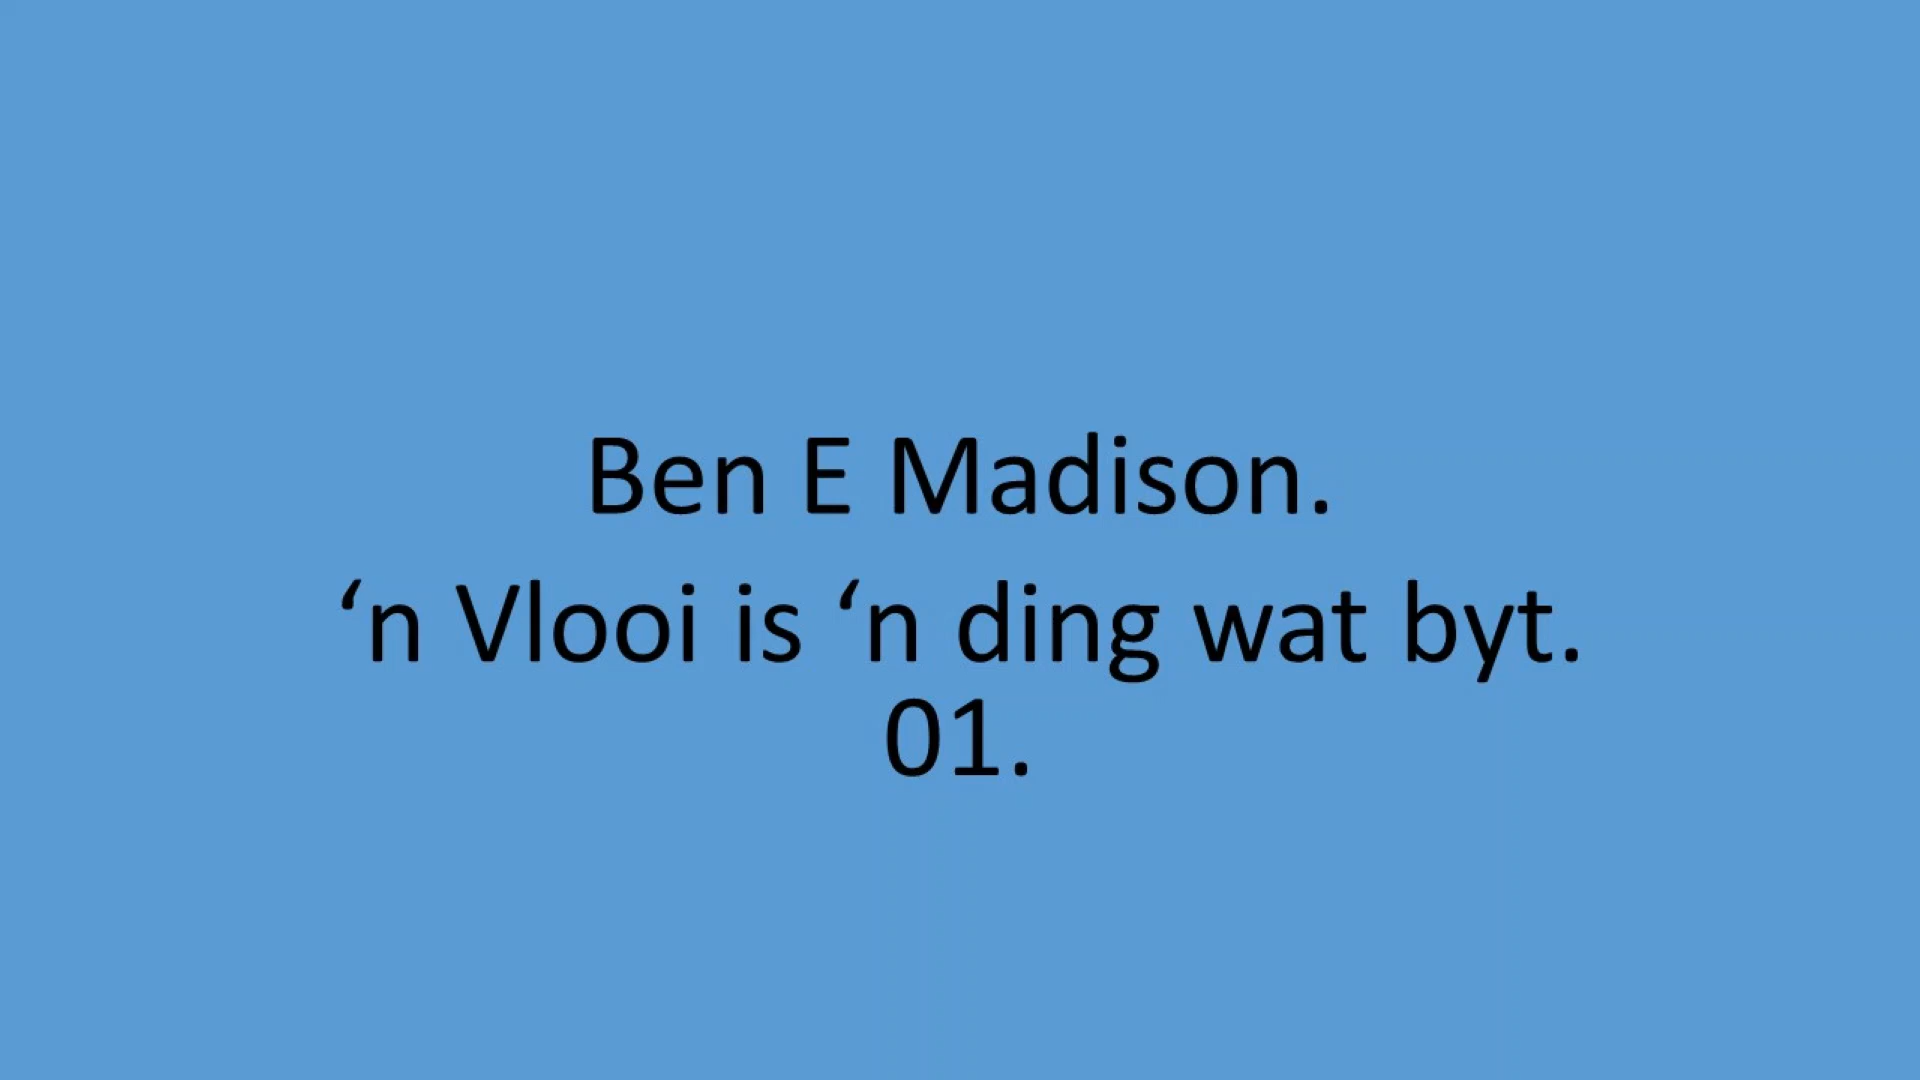 Ben E Madison.
‘n Vlooi is ‘n ding wat byt.
01.